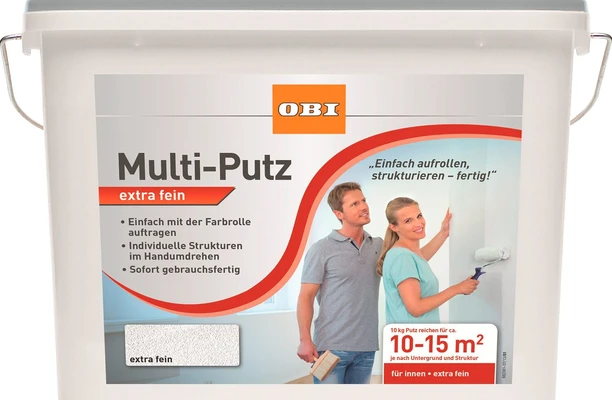 OBI
Multi-Putz
extra fein
• Einfach mit der Farbrolle
auftragen
• Individuelle Strukturen
im Handumdrehen
• Sofort gebrauchsfertig
„Einfach aufrollen,
strukturieren – fertig!“
extra fein
10 kg Putz reichen für ca.
10-15 m²
je nach Untergrund und Struktur
für innen • extra fein